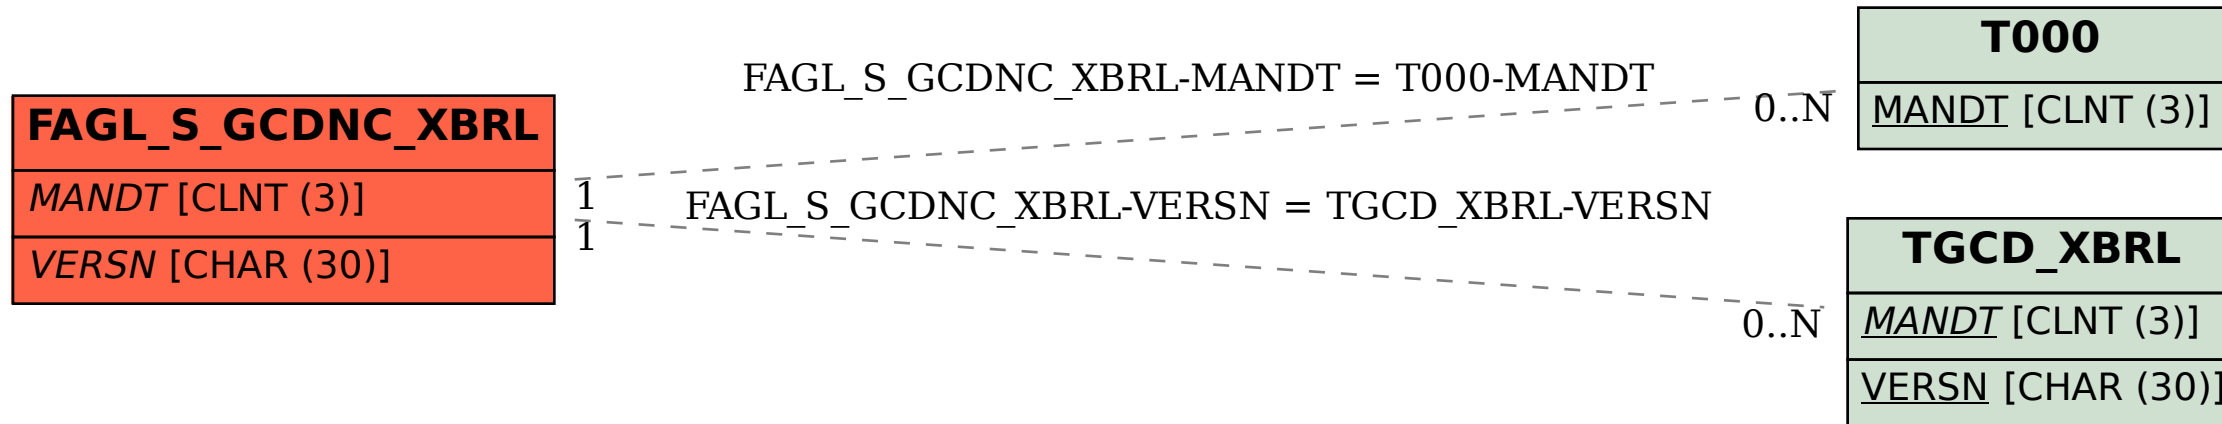 FAGL_S_GCDNC_XBRL
MANDT [CLNT (3)]
VERSN [CHAR (30)]
FAGL_S_GCDNC_XBRL-MANDT = T000-MANDT
1
0..N
FAGL_S_GCDNC_XBRL-VERSN = TGCD_XBRL-VERSN
1
0..N
T000
MANDT [CLNT (3)]
TGCD_XBRL
MANDT [CLNT (3)]
VERSN [CHAR (30)]